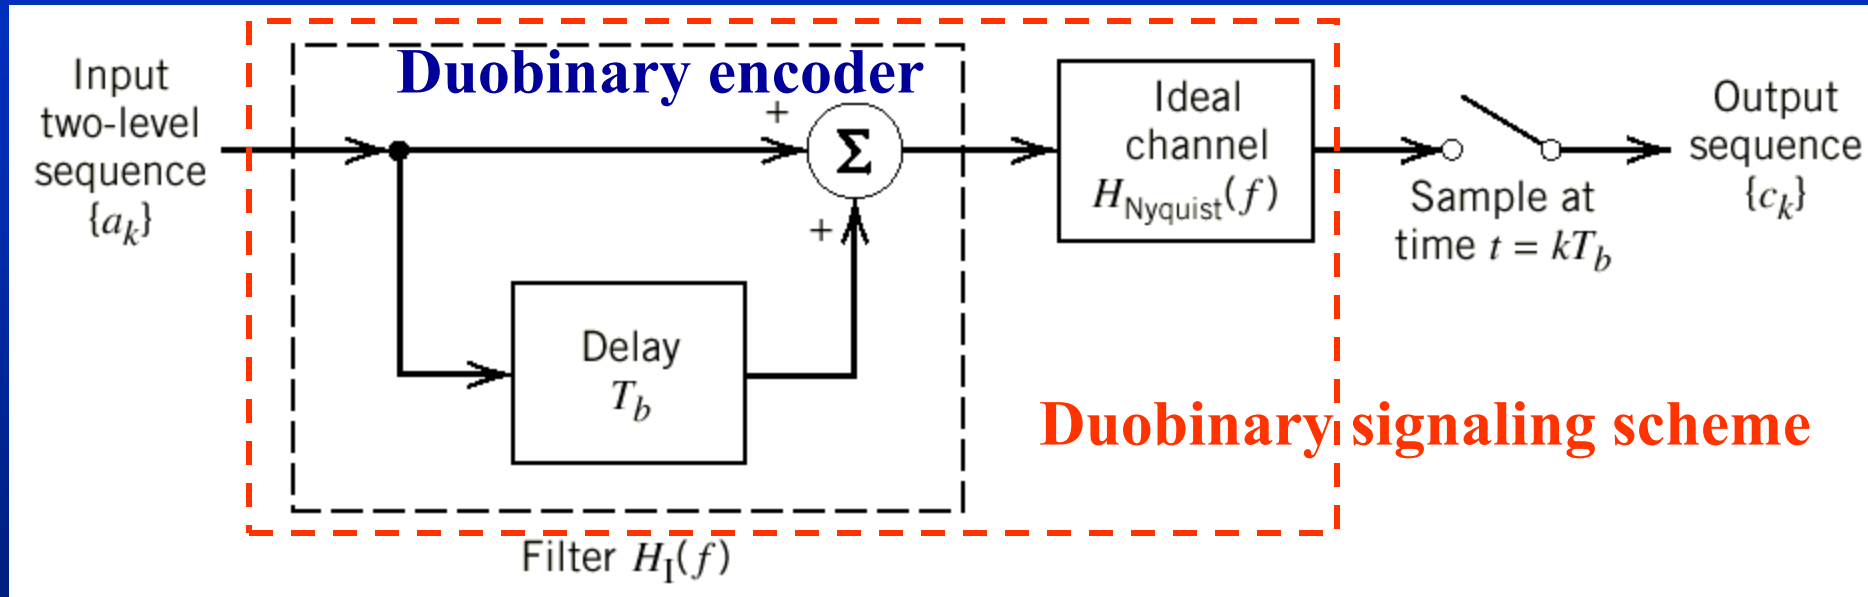 Input
two-level
sequence
{a_k}
Duobinary encoder
+
Σ
+
Delay
T_b
Filter H_I(f)
Ideal
channel
H_Nyquist(f)
Duobinary signaling scheme
Sample at
time t = kT_b
Output
sequence
{c_k}